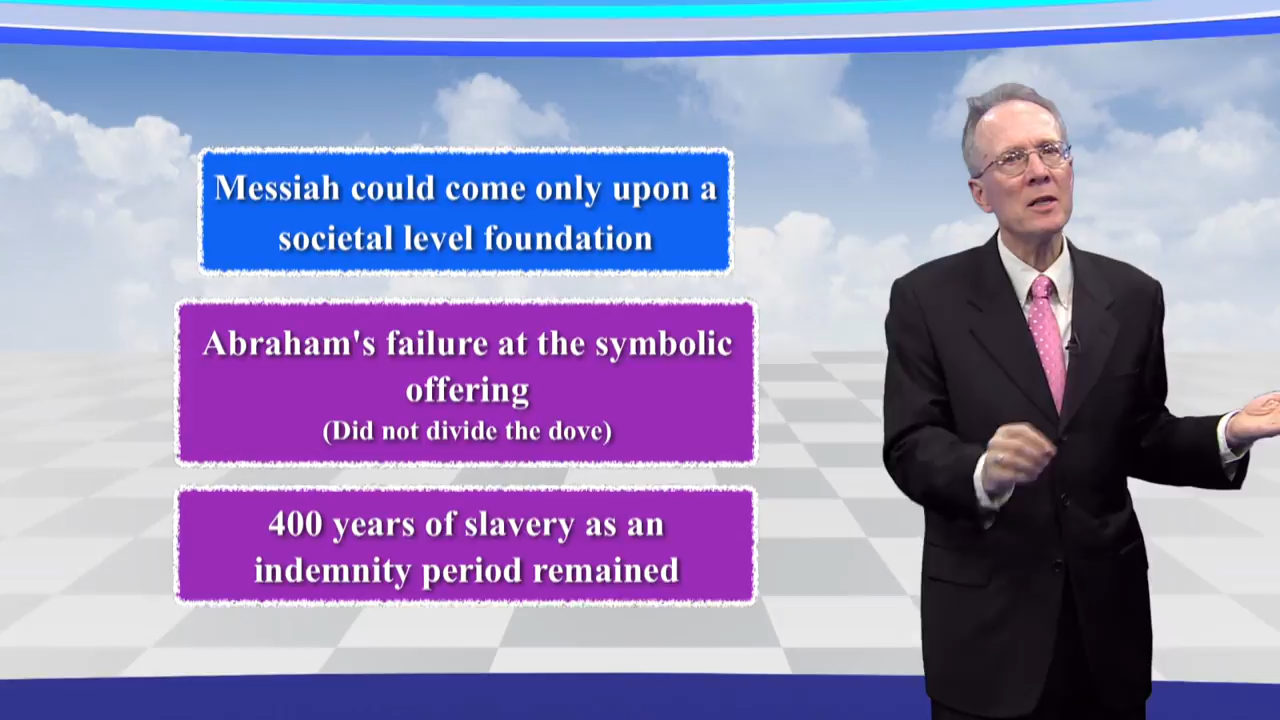 Messiah could come only upon a
societal level foundation
Abraham's failure at the symbolic
offering
(Did not divide the dove)
400 years of slavery as an
indemnity period remained